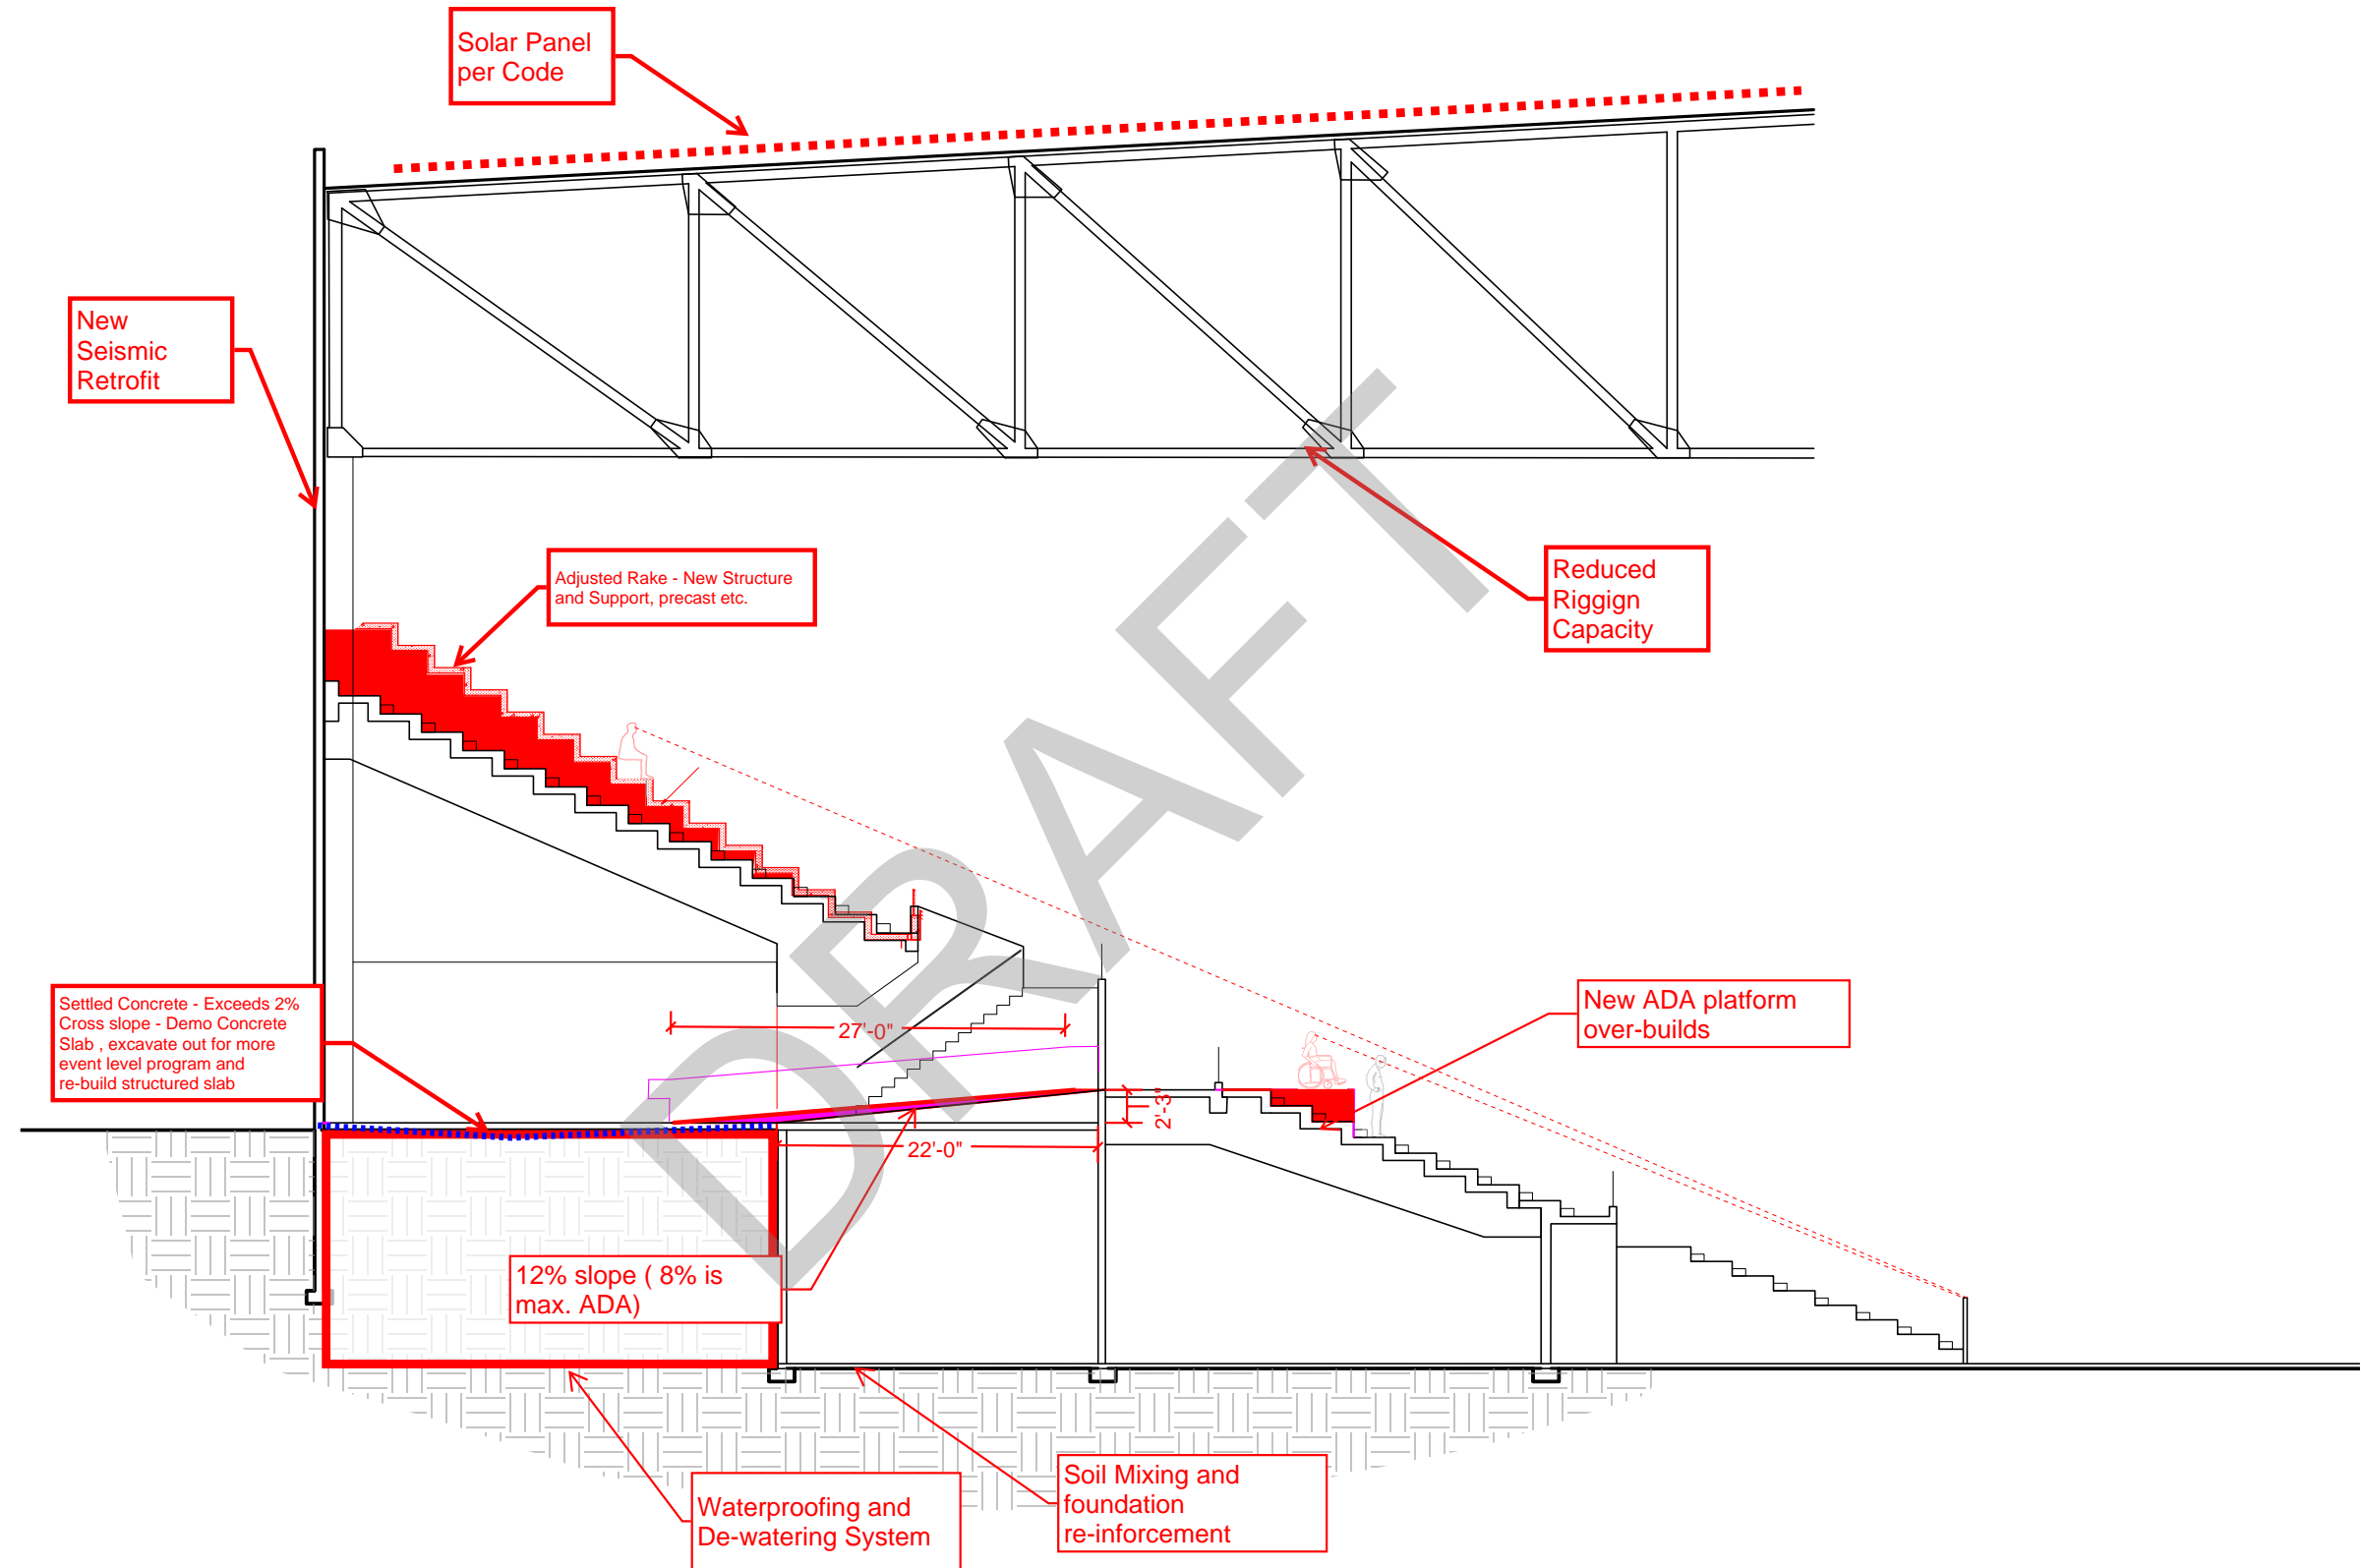 Solar Panel
per Code
New
Seismic
Retrofit
Adjusted Rake - New Structure
and Support, precast etc.
Reduced
Riggign
Capacity
Settled Concrete - Exceeds 2%
Cross slope - Demo Concrete
Slab , excavate out for more
event level program and
re-build structured slab
27'-0"
New ADA platform
over-builds
2'-3"
22'-0"
12% slope ( 8% is
max. ADA)
Waterproofing and
De-watering System
Soil Mixing and
foundation
re-inforcement
DRAFT